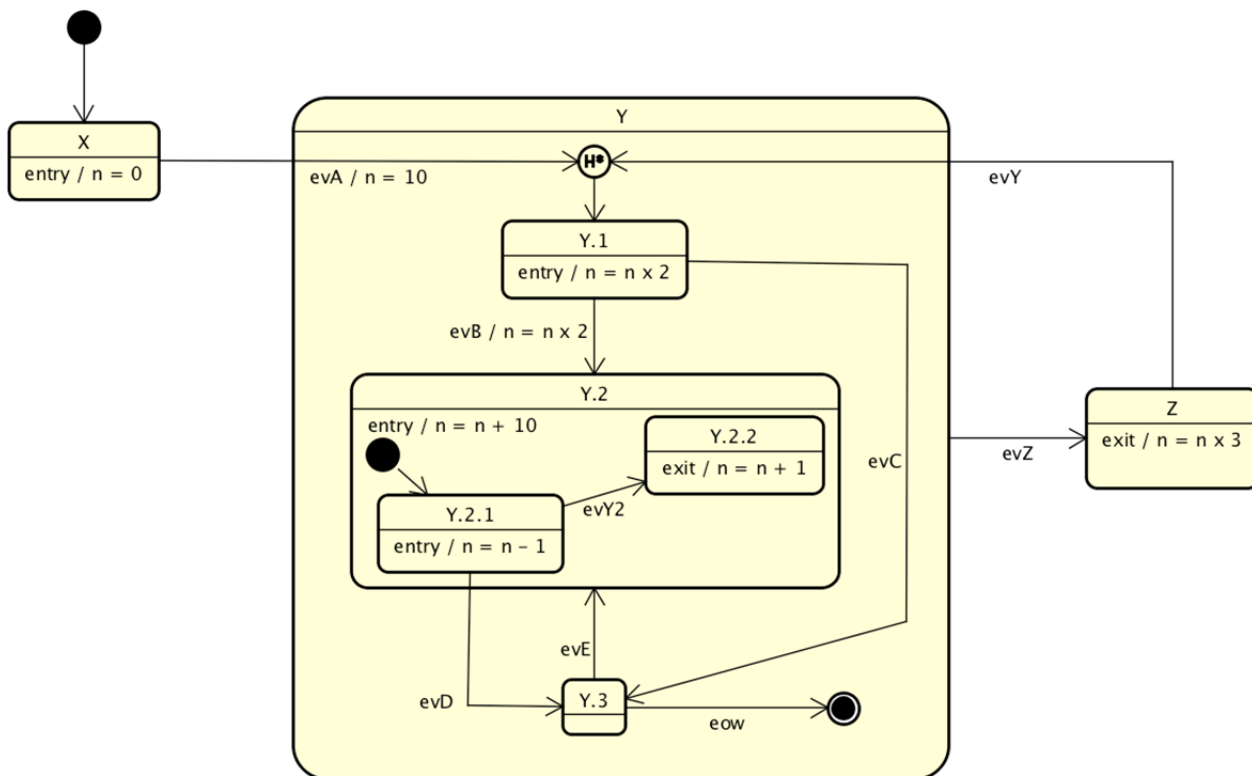 Y
X
entry / n = 0
H*
evA / n = 10
evY
Y.1
entry / n = n x 2
evB / n = n x 2
Y.2
entry / n = n + 10
Y.2.2
exit / n = n + 1
Z
exit / n = n x 3
evZ
evC
evY2
Y.2.1
entry / n = n – 1
evE
evD
Y.3
eow